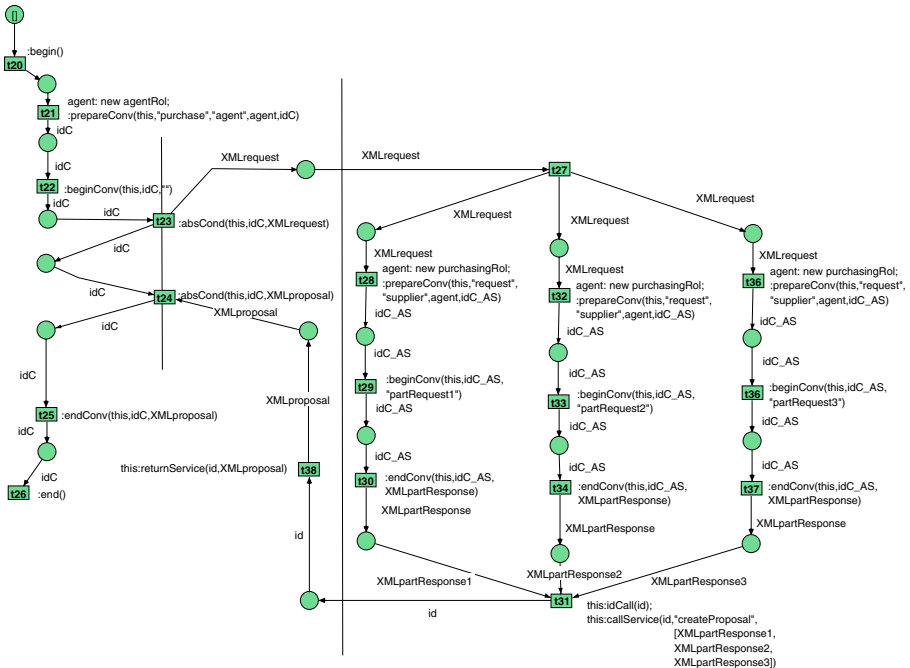 []
:begin()
t20
agent: new agentRol;
t21
:prepareConv(this,"purchase","agent",agent,idC)
idC
idC
t22
:beginConv(this,idC,"")
idC
idC
t23
:absCond(this,idC,XMLrequest)
XMLrequest
idC
idC
t24
:absCond(this,idC,XMLproposal)
XMLproposal
idC
idC
t25
:endConv(this,idC,XMLproposal)
idC
idC
t26
:end()
XMLproposal
this:returnService(id,XMLproposal)
t38
id
XMLrequest
t27
XMLrequest
XMLrequest
XMLrequest
XMLrequest
t28
agent: new purchasingRol;
:prepareConv(this,"request",
"supplier",agent,idC_AS)
idC_AS
idC_AS
t29
:beginConv(this,idC_AS,
"partRequest1")
idC_AS
idC_AS
t30
:endConv(this,idC_AS,
XMLpartResponse)
XMLpartResponse
XMLpartResponse1
XMLrequest
t32
agent: new purchasingRol;
:prepareConv(this,"request",
"supplier",agent,idC_AS)
idC_AS
idC_AS
t33
:beginConv(this,idC_AS,
"partRequest2")
idC_AS
idC_AS
t34
:endConv(this,idC_AS,
XMLpartResponse)
XMLpartResponse
XMLpartResponse2
XMLrequest
t36
agent: new purchasingRol;
:prepareConv(this,"request",
"supplier",agent,idC_AS)
idC_AS
idC_AS
t36
:beginConv(this,idC_AS,
"partRequest3")
idC_AS
idC_AS
t37
:endConv(this,idC_AS,
XMLpartResponse)
XMLpartResponse
XMLpartResponse3
t31
id
this:idCall(id);
this:callService(id,"createProposal",
[XMLpartResponse1,
XMLpartResponse2,
XMLpartResponse3])